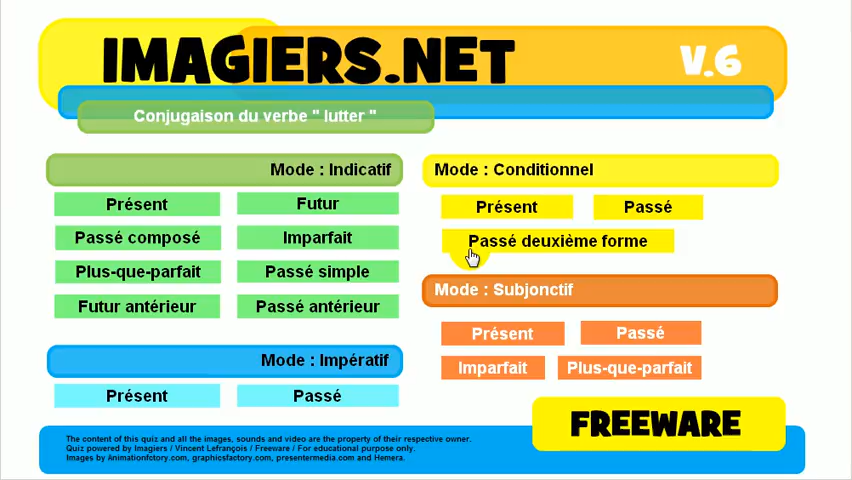 IMAGIERS.NET
V.6
Conjugaison du verbe " lutter "
Mode : Indicatif
Présent
Futur
Passé composé
Imparfait
Plus-que-parfait
Passé simple
Futur antérieur
Passé antérieur
Mode : Impératif
Présent
Passé
Mode : Conditionnel
Présent
Passé
Passé deuxième forme
Mode : Subjonctif
Présent
Passé
Imparfait
Plus-que-parfait
FREEWARE
The content of this quiz and all the images, sounds and video are the property of their respective owner.
Quiz powered by Imagiers / Vincent Lefrançois / Freeware / For educational purpose only.
Images by Animationfctory.com, graphicsfactory.com, presentermedia.com and Hemera.